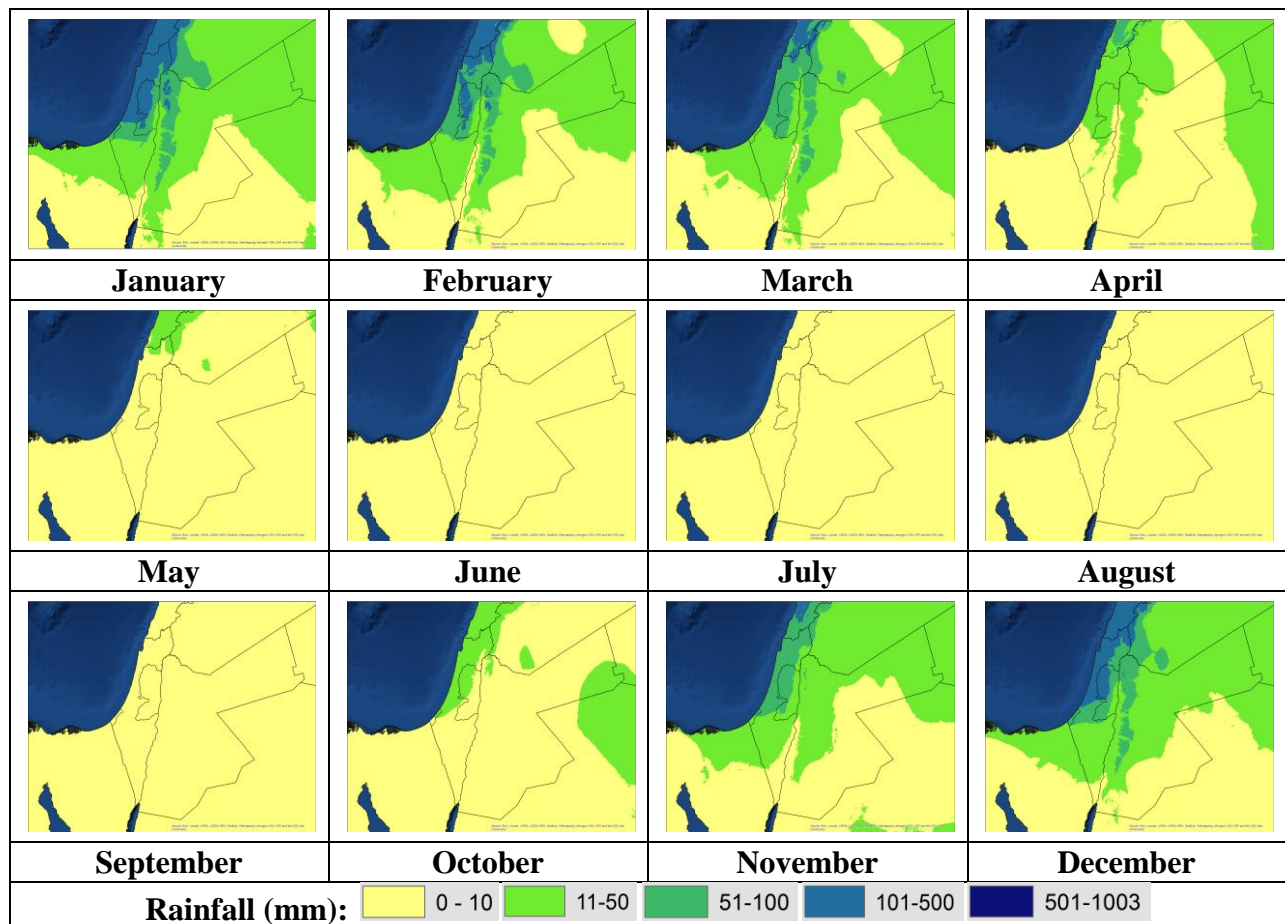 January February March April
May June July August
September October November December
Rainfall (mm): 0 - 10 11-50 51-100 101-500 501-1003